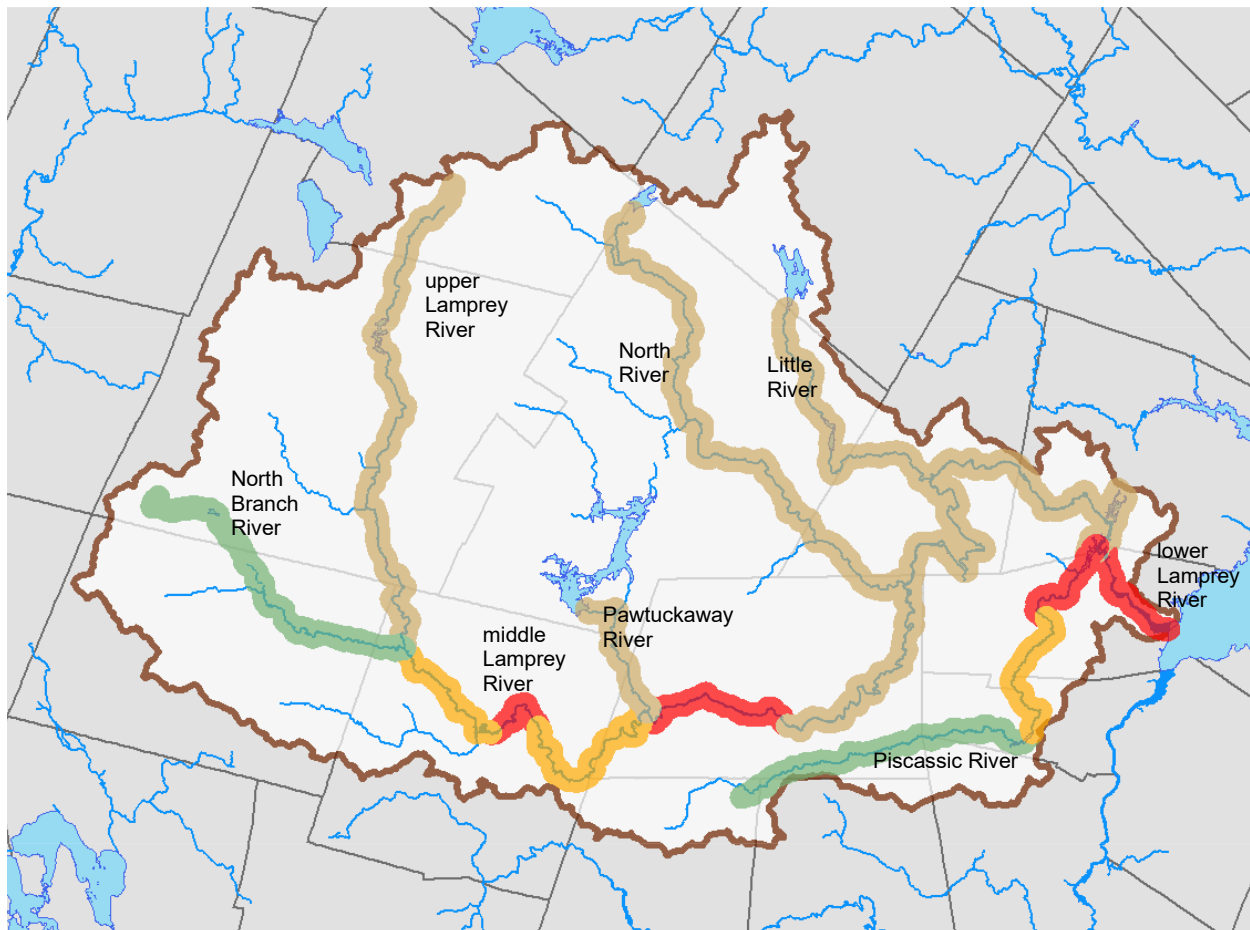 upper
Lamprey
River
North
River
Little
River
North
Branch
River
lower
Lamprey
River
Pawtuckaway
River
middle
Lamprey
River
Piscassic River